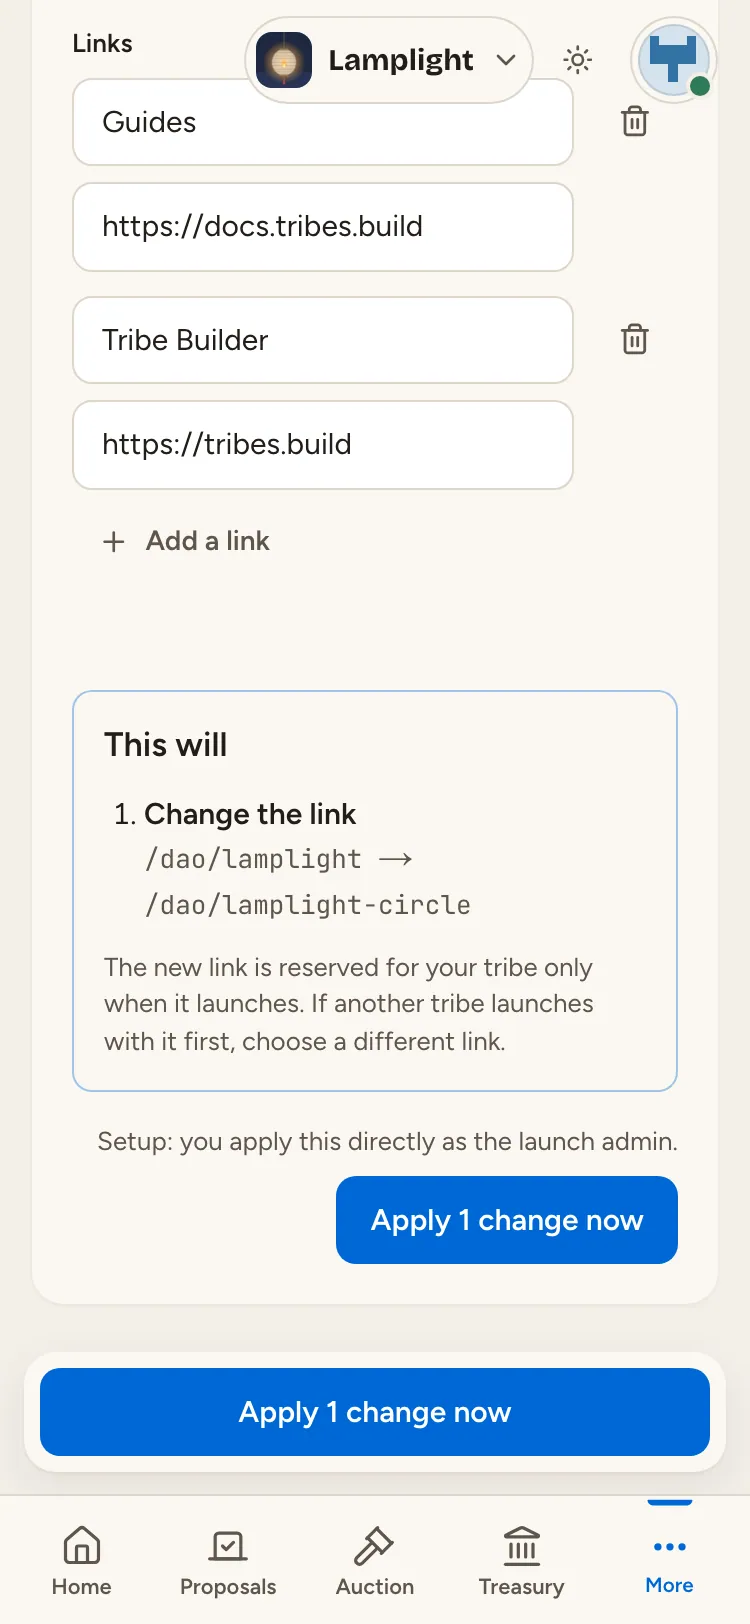 Links
Lamplight
Guides
https://docs.tribes.build
Tribe Builder
https://tribes.build
Add a link
This will
1. Change the link
/dao/lamplight →
/dao/lamplight-circle
The new link is reserved for your tribe only
when it launches. If another tribe launches
with it first, choose a different link.
Setup: you apply this directly as the launch admin.
Apply 1 change now
Apply 1 change now
Home
Proposals
Auction
Treasury
More